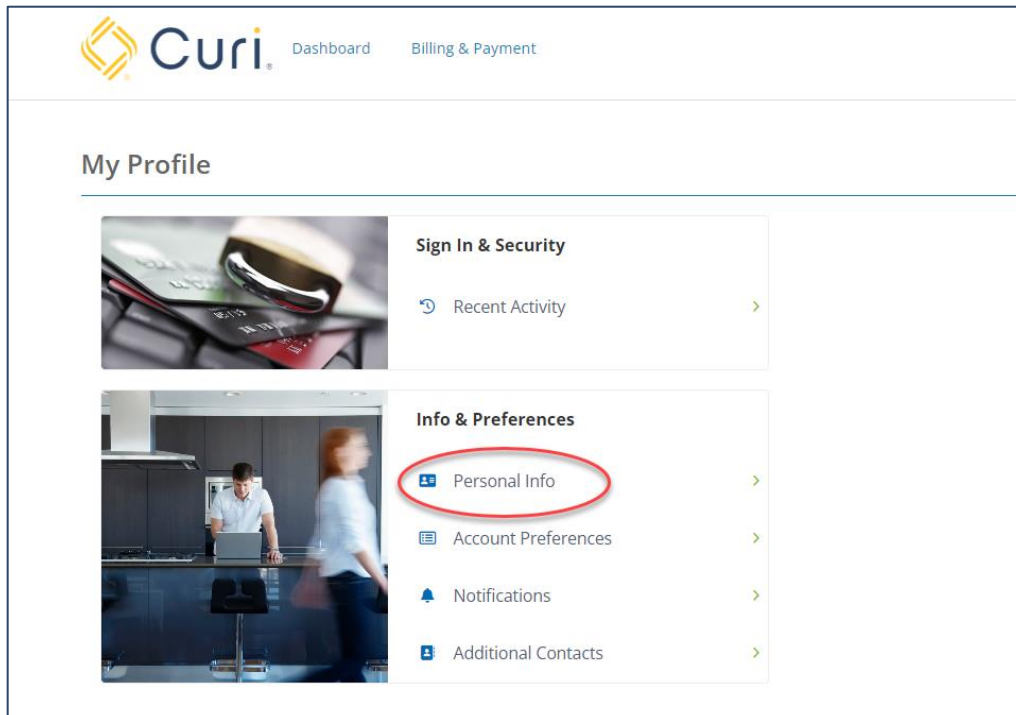 Curi
Dashboard
Billing & Payment
My Profile
Sign In & Security
Recent Activity
Info & Preferences
Personal Info
Account Preferences
Notifications
Additional Contacts